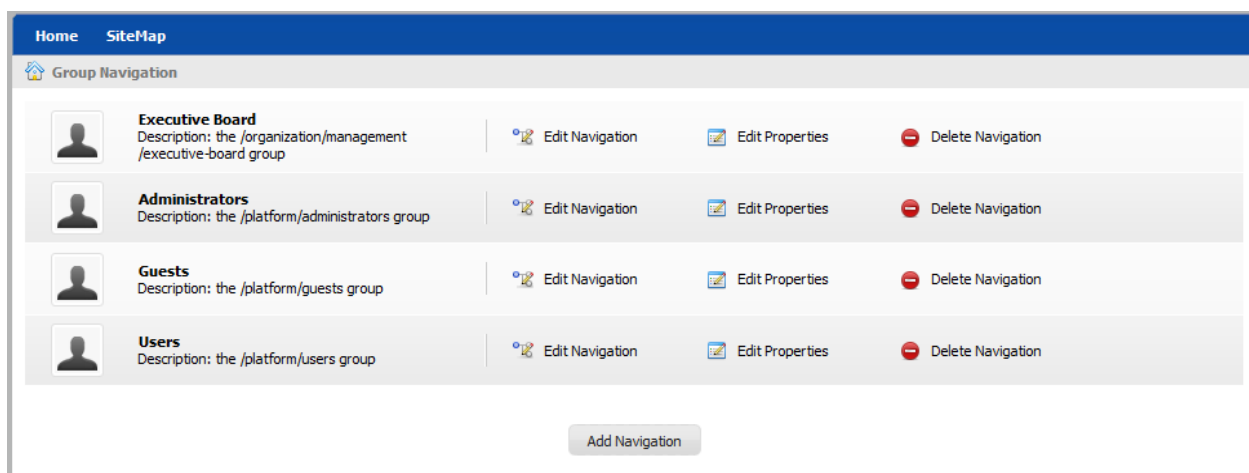 Home SiteMap
Group Navigation
Executive Board
Description: the /organization/management
/executive-board group
Edit Navigation Edit Properties Delete Navigation
Administrators
Description: the /platform/administrators group
Edit Navigation Edit Properties Delete Navigation
Guests
Description: the /platform/guests group
Edit Navigation Edit Properties Delete Navigation
Users
Description: the /platform/users group
Edit Navigation Edit Properties Delete Navigation
Add Navigation